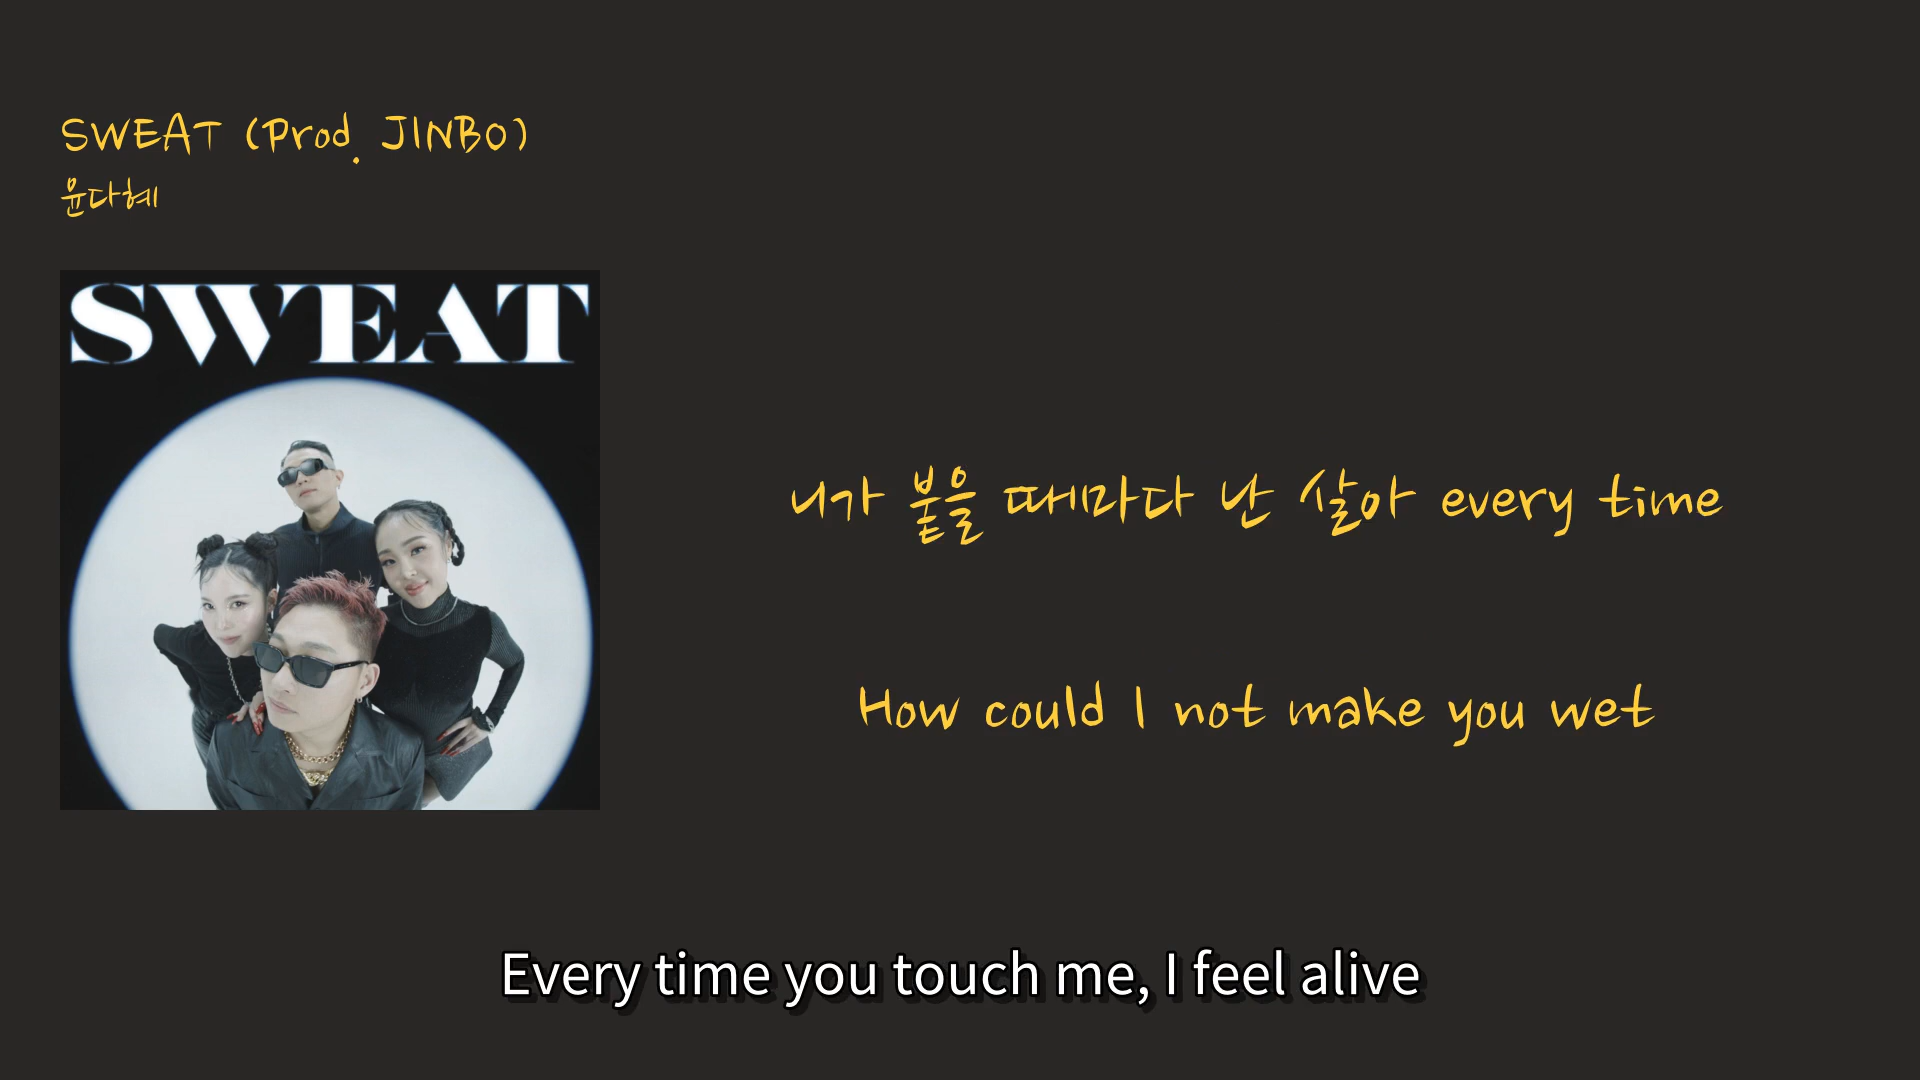 SWEAT (Prod. JINBO)
윤다혜
SWEAT
니가 붙을 때마다 난 살아 every time
How could I not make you wet
Every time you touch me, I feel alive